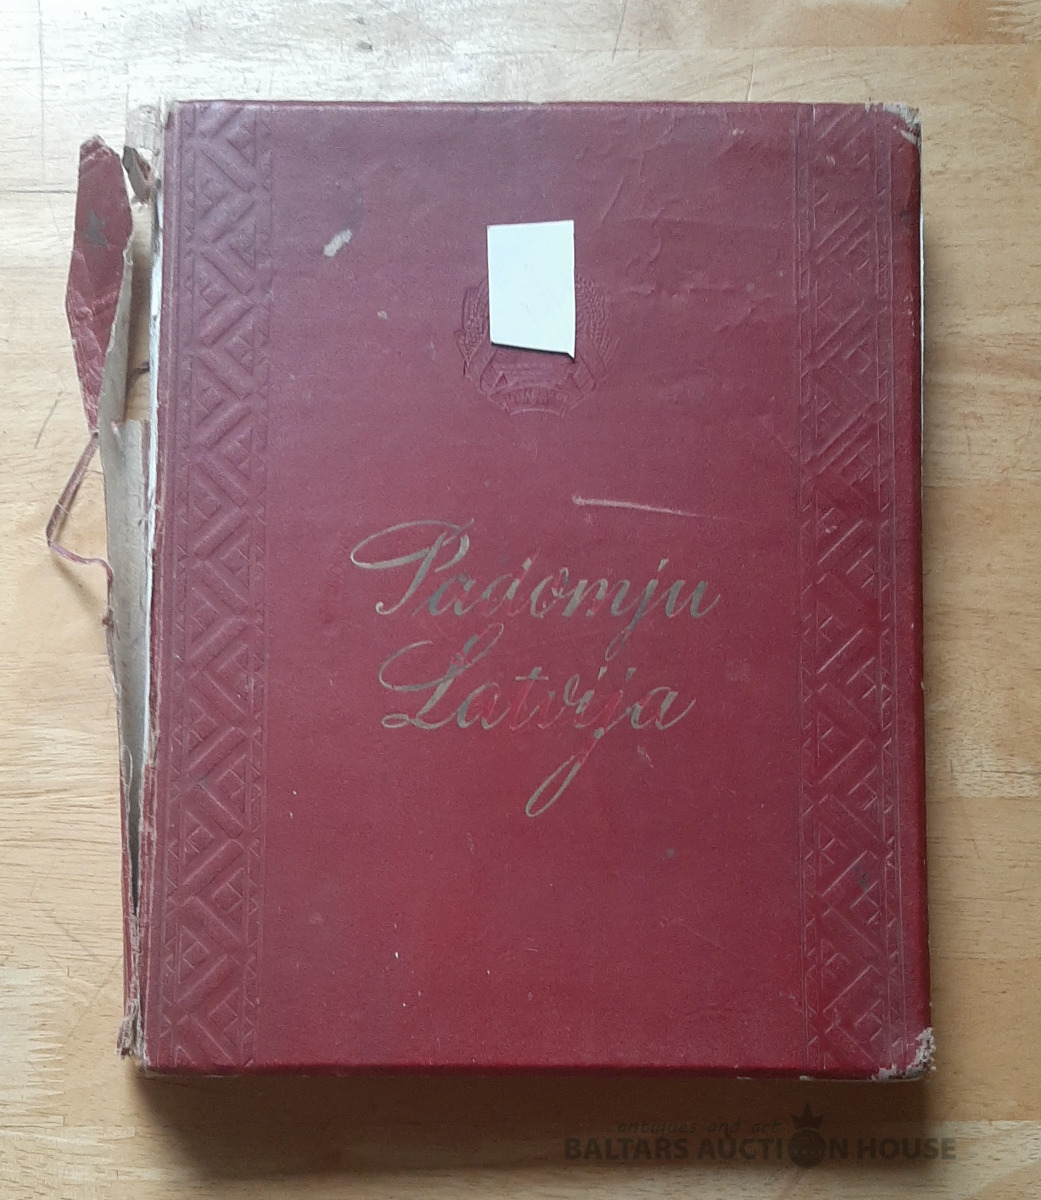 Padomju
Latvija
antiques and art
BALTARS AUCTION HOUSE